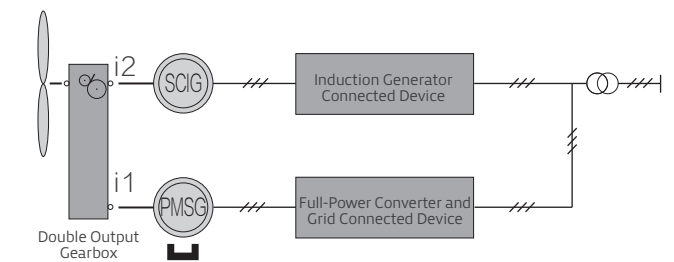 i2
SCIG
Induction Generator
Connected Device
i1
PMSG
Full-Power Converter and
Grid Connected Device
Double Output
Gearbox